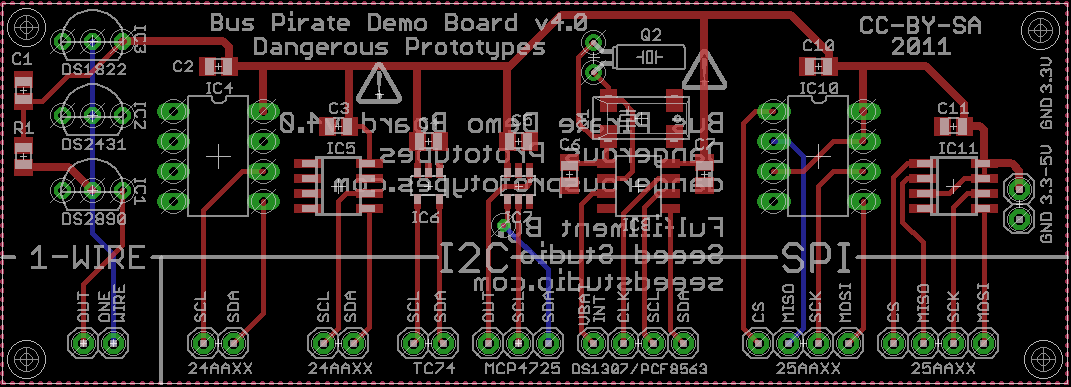 Bus Pirate Demo Board v4.0
Dangerous Prototypes
CC-BY-SA
2011
C1
R1
DS1822
IC3
DS2431
IC2
DS2890
IC1
C2
IC4
C3
IC5
IC6
IC7
C6
Q2
C10
IC10
C11
IC11
GND 3.3V
GND 3.3-5V
Bus Pirate Demo Board v4.0
Dangerous Prototypes
dangerousprototypes.com
Fulfillment By
Seeed Studio
seeedstudio.com
1-WIRE
I2C
SPI
OUT
ONE
WIRE
SCL
SDA
SCL
SDA
SCL
SDA
OUT
SCL
SDA
VBAT
INT
CLK
SCL
SDA
CS
MISO
SCK
MOSI
CS
MISO
SCK
MOSI
24AAXX
24AAXX
TC74
MCP4725
DS1307/PCF8563
25AAXX
25AAXX